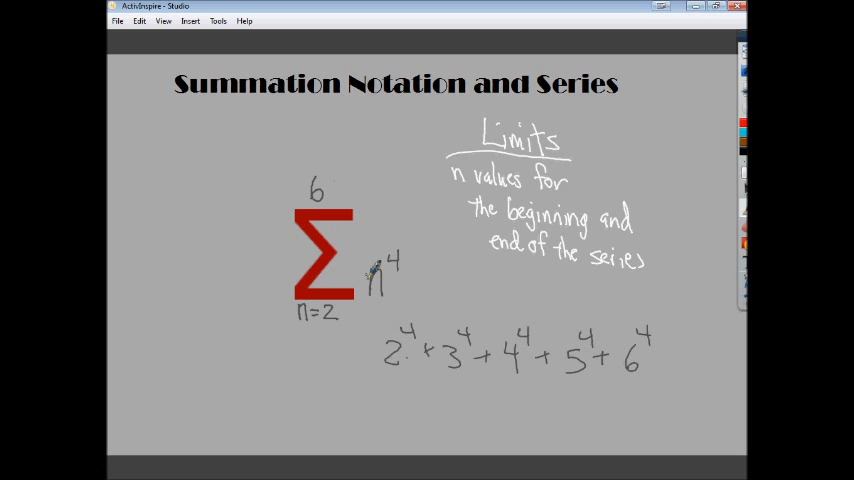 ActivInspire - Studio
File Edit View Insert Tools Help
Summation Notation and Series
Limits
n values for
the beginning and
end of the seires
6
Σ n⁴
n=2
2⁴ + 3⁴ + 4⁴ + 5⁴ + 6⁴